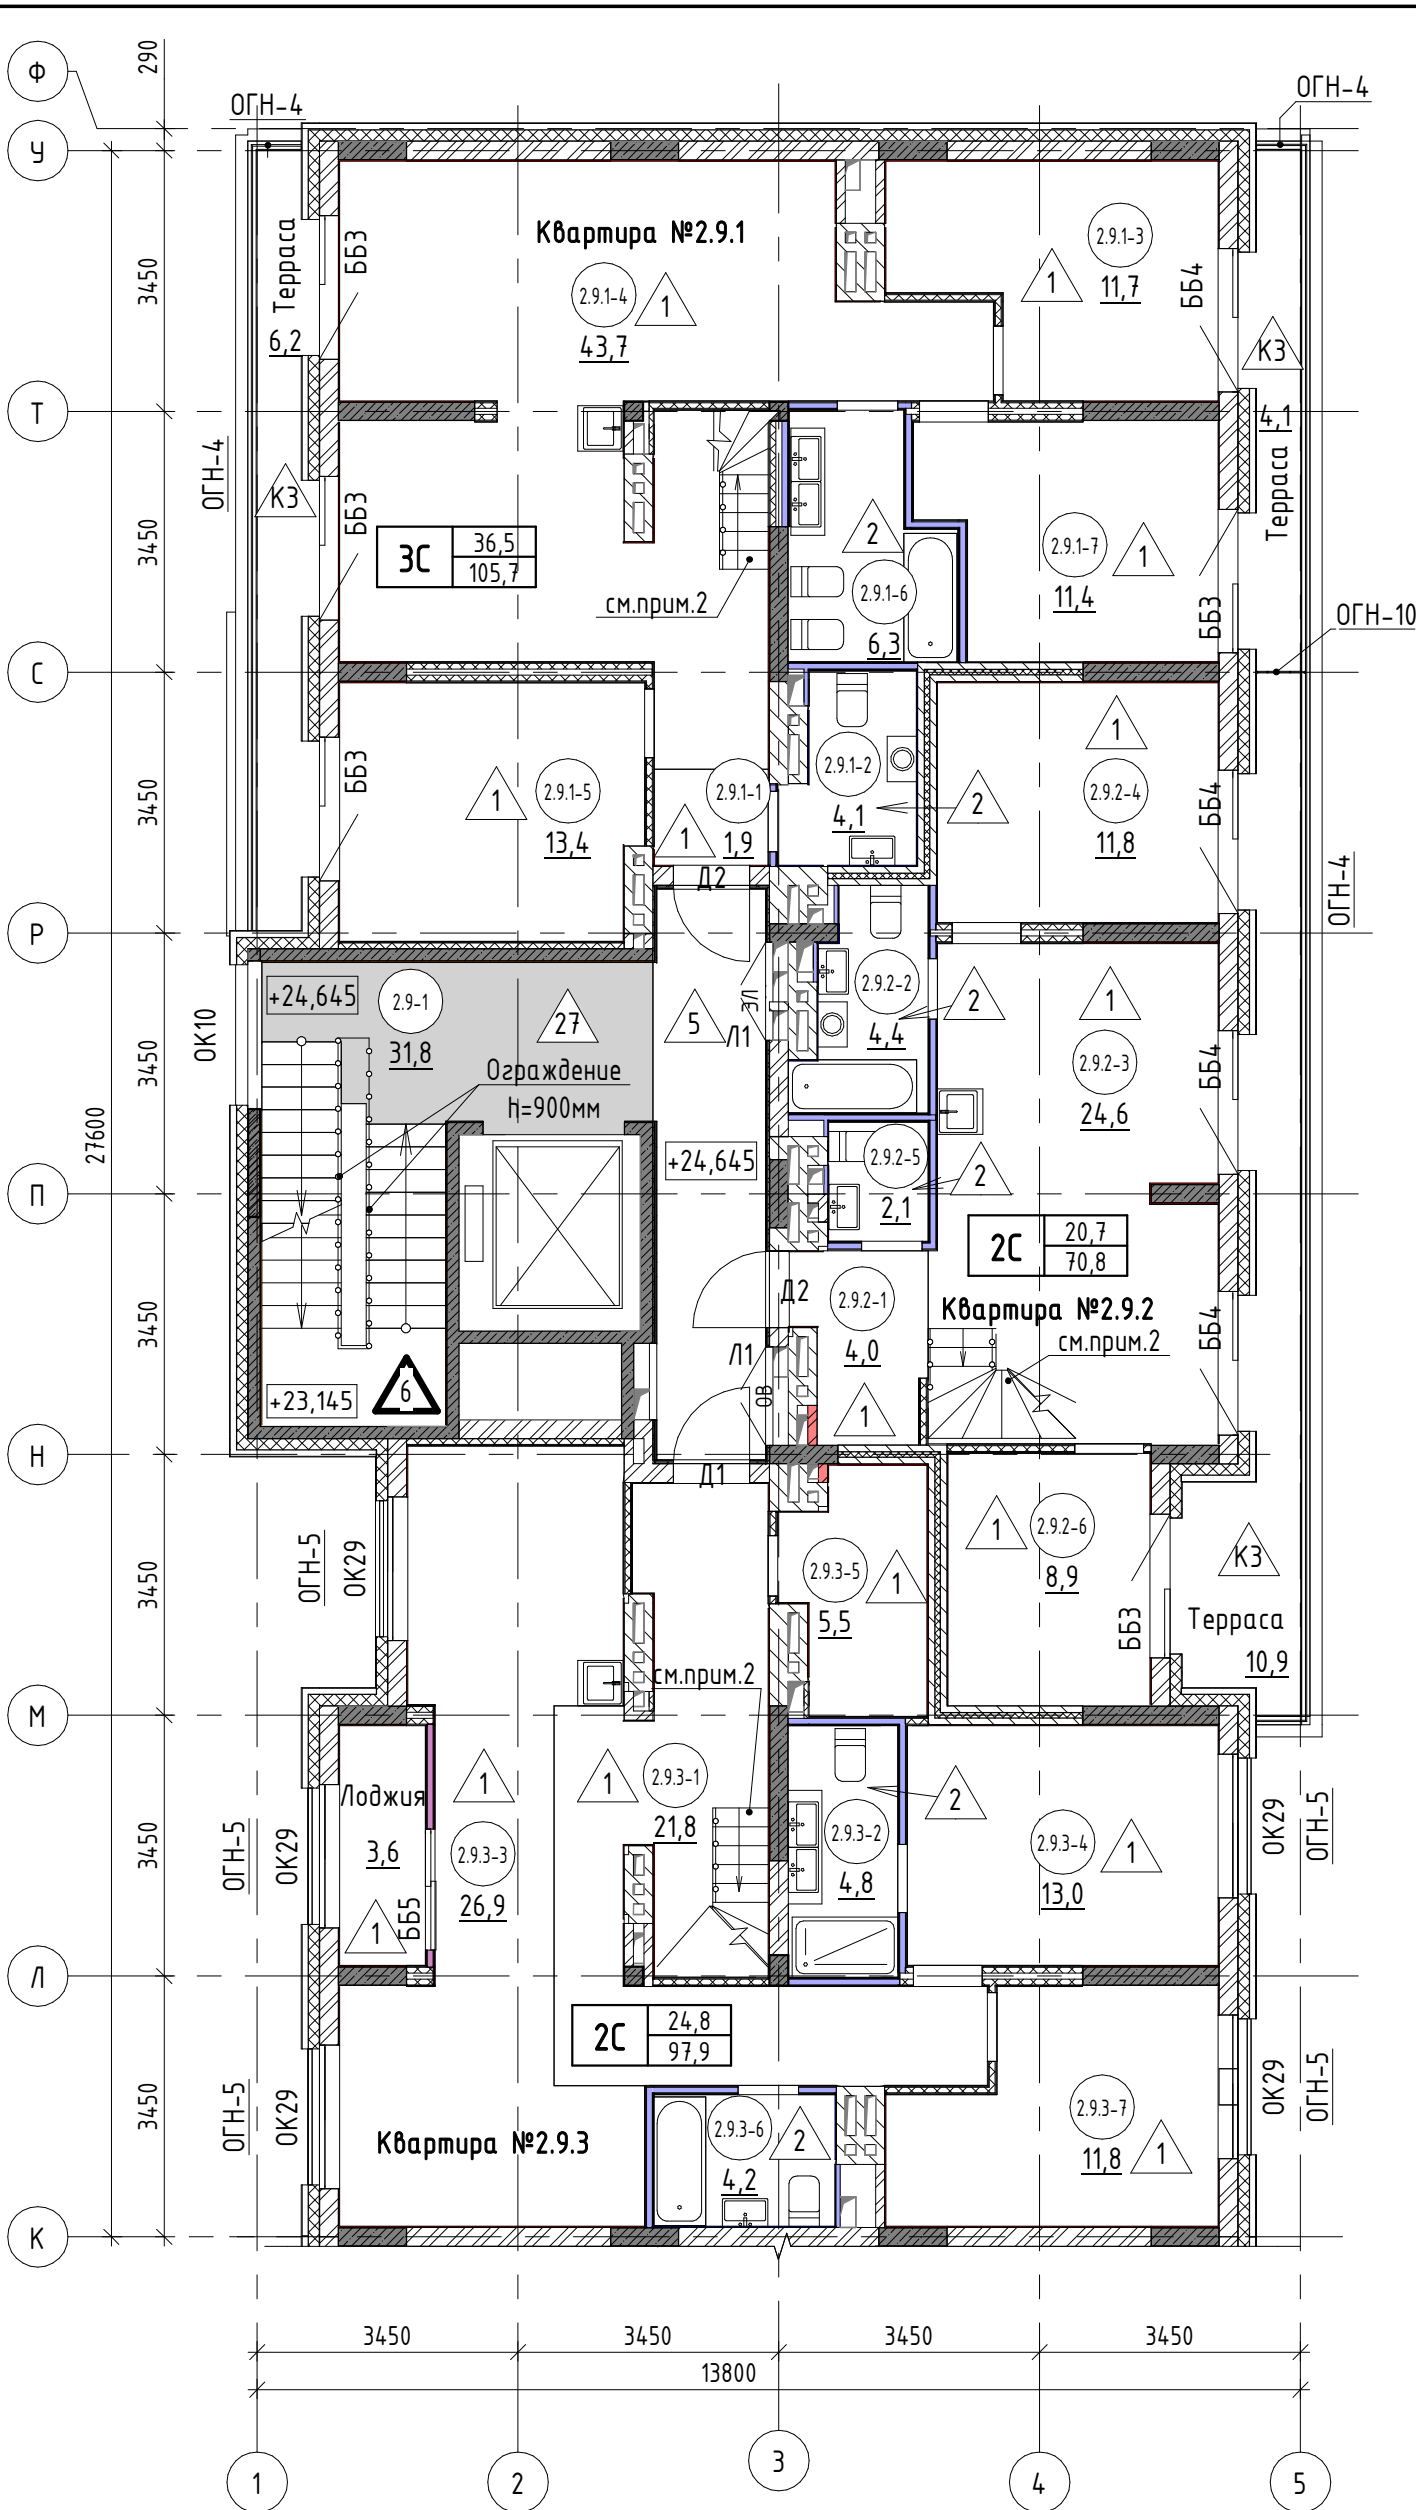 Ф
290
ОГН-4
ОГН-4
У
Терраса
6,2
ББ3
Квартира №2.9.1
2.9.1-4
1
43,7
2.9.1-3
1
11,7
ББ4
К3
3450
Т
4,1
Терраса
ОГН-4
К3
ББ3
3С
36,5
105,7
см.прим.2
2
2.9.1-6
6,3
2.9.1-7
1
11,4
ББ3
ОГН-10
3450
С
ББ3
1
2.9.1-5
13,4
2.9.1-1
1
1,9
2.9.1-2
4,1
2
1
2.9.2-4
11,8
ББ4
3450
Д2
ОГН-4
Р
+24,645
2.9-1
31,8
27
5
ЭЛ
Л1
2.9.2-2
4,4
2
1
2.9.2-3
24,6
ББ4
ОК10
3450
27600
Ограждение
h=900мм
+24,645
2.9.2-5
2,1
2
П
2С
20,7
70,8
Д2
2.9.2-1
4,0
Квартира №2.9.2
см.прим.2
ББ4
3450
Л1
ОВ
1
+23,145
6
Н
Д1
ОГН-5
ОК29
2.9.3-5
1
5,5
1
2.9.2-6
8,9
ББ3
К3
Терраса
10,9
3450
см.прим.2
М
Лоджия
3,6
1
ББ5
1
2.9.3-3
26,9
1
2.9.3-1
21,8
2.9.3-2
4,8
2
2.9.3-4
13,0
1
ОГН-5
ОК29
ОК29
ОГН-5
3450
Л
2С
24,8
97,9
ОГН-5
ОК29
Квартира №2.9.3
2.9.3-6
4,2
2
2.9.3-7
11,8
1
ОК29
ОГН-5
3450
К
3450
3450
3450
3450
13800
1
2
3
4
5